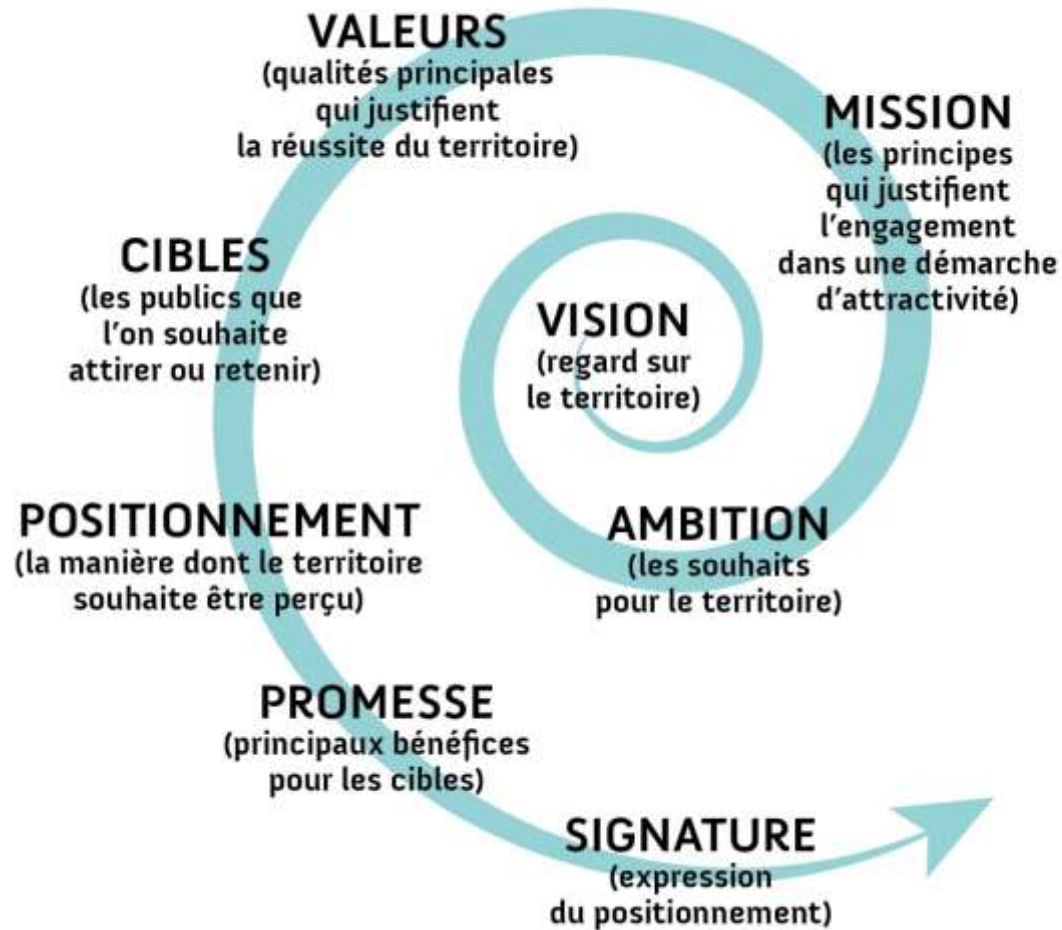 VALEURS
(qualités principales
qui justifient
la réussite du territoire)
MISSION
(les principes
qui justifient
l'engagement
dans une démarche
d'attractivité)
CIBLES
(les publics que
l'on souhaite
attirer ou retenir)
VISION
(regard sur
le territoire)
POSITIONNEMENT
(la manière dont le territoire
souhaite être perçu)
AMBITION
(les souhaits
pour le territoire)
PROMESSE
(principaux bénéfices
pour les cibles)
SIGNATURE
(expression
du positionnement)